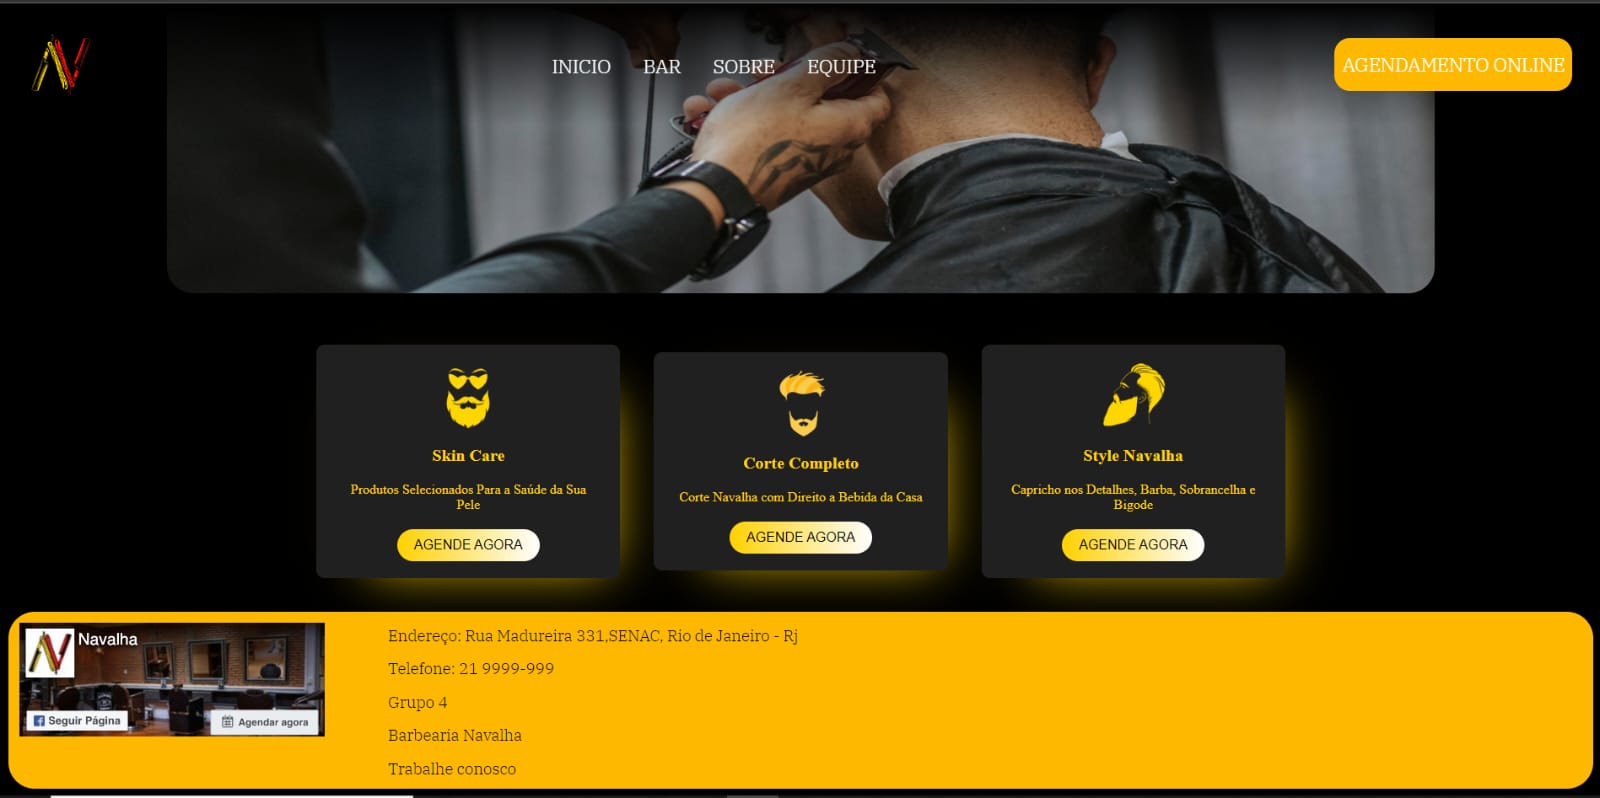 INICIO BAR SOBRE EQUIPE
AGENDAMENTO ONLINE
Skin Care
Produtos Selecionados Para a Saúde da Sua
Pele
AGENDE AGORA
Corte Completo
Corte Navalha com Direito a Bebida da Casa
AGENDE AGORA
Style Navalha
Capricho nos Detalhes, Barba, Sobrancelha e
Bigode
AGENDE AGORA
Navalha
Seguir Página
Agendar agora
Endereço: Rua Madureira 331,SENAC, Rio de Janeiro - Rj
Telefone: 21 9999-999
Grupo 4
Barbearia Navalha
Trabalhe conosco